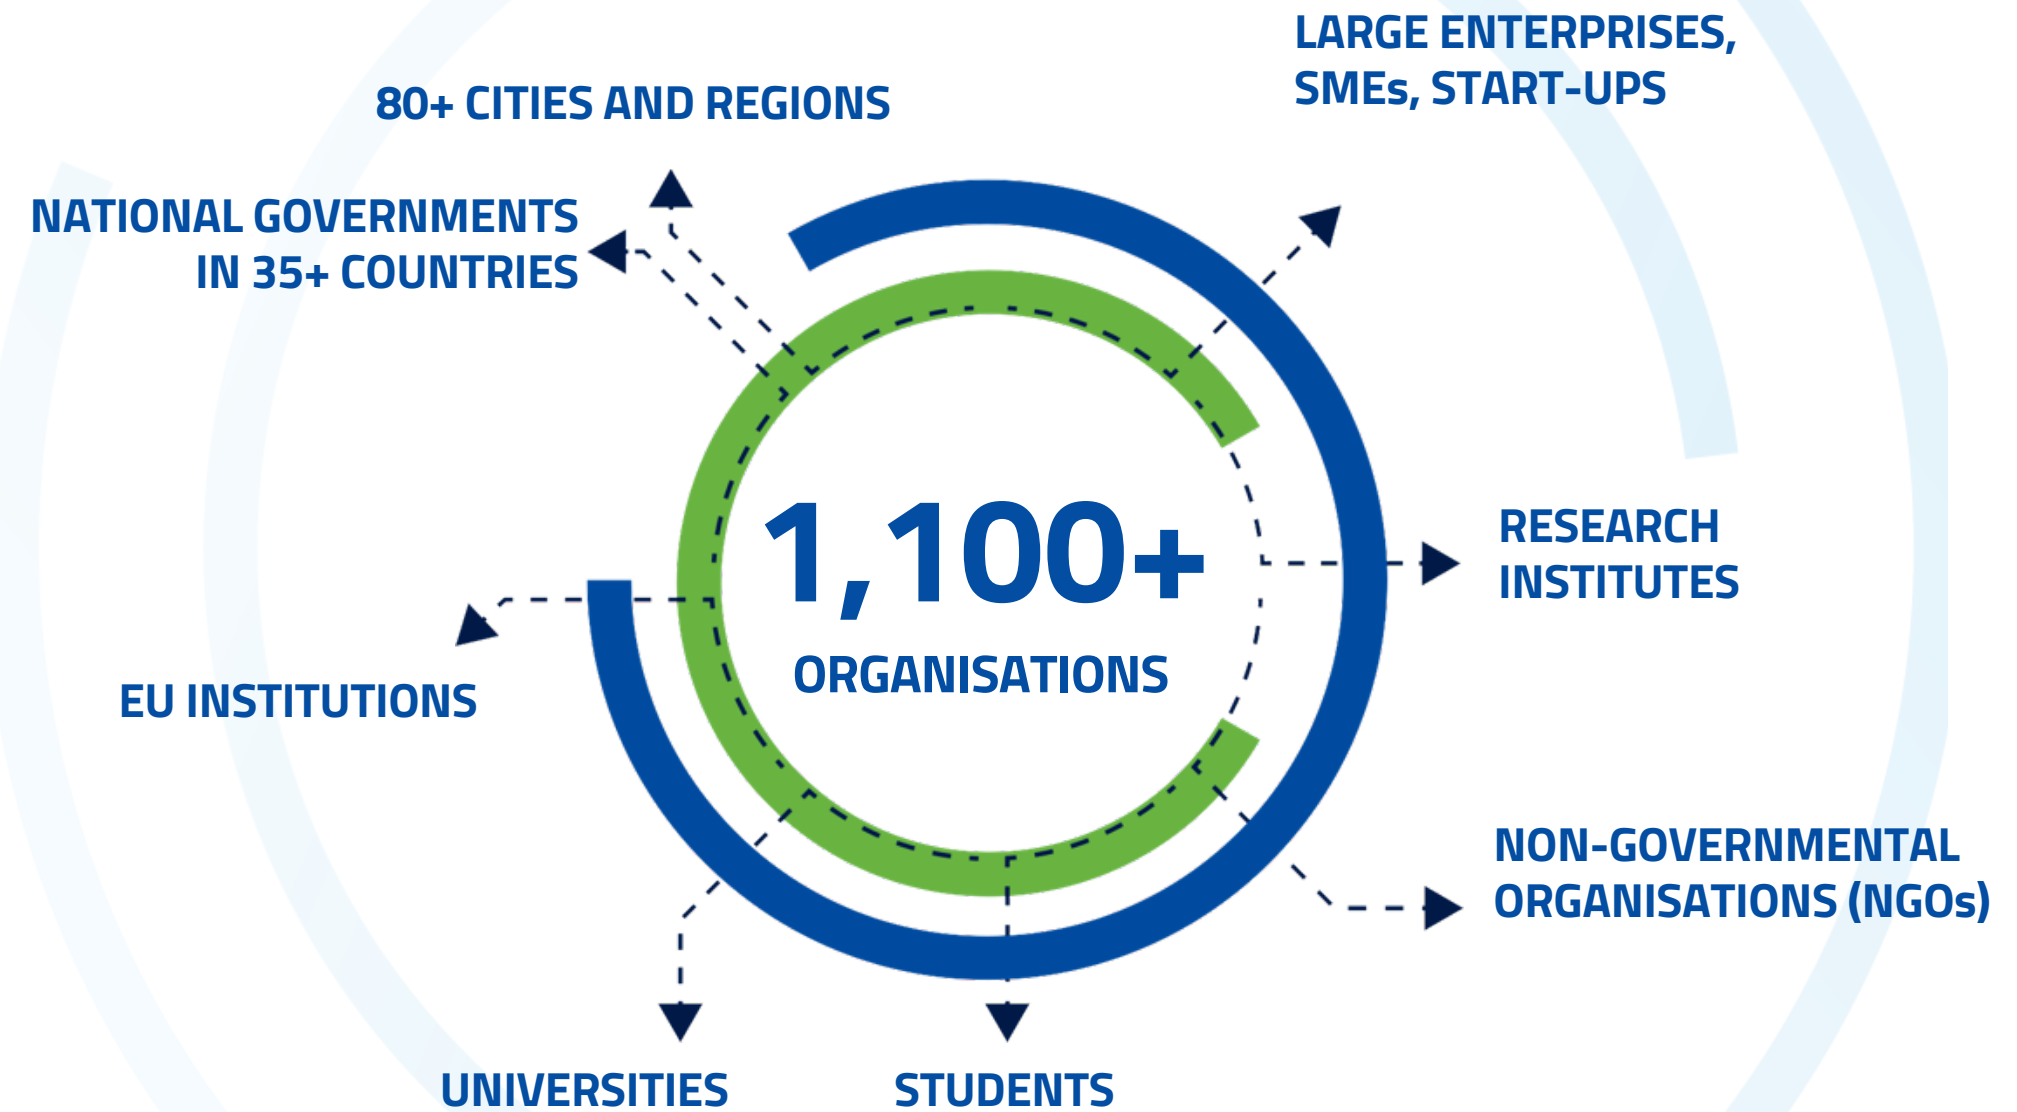 LARGE ENTERPRISES,
SMEs, START-UPS
80+ CITIES AND REGIONS
NATIONAL GOVERNMENTS
IN 35+ COUNTRIES
1,100+
ORGANISATIONS
RESEARCH
INSTITUTES
EU INSTITUTIONS
NON-GOVERNMENTAL
ORGANISATIONS (NGOs)
UNIVERSITIES
STUDENTS